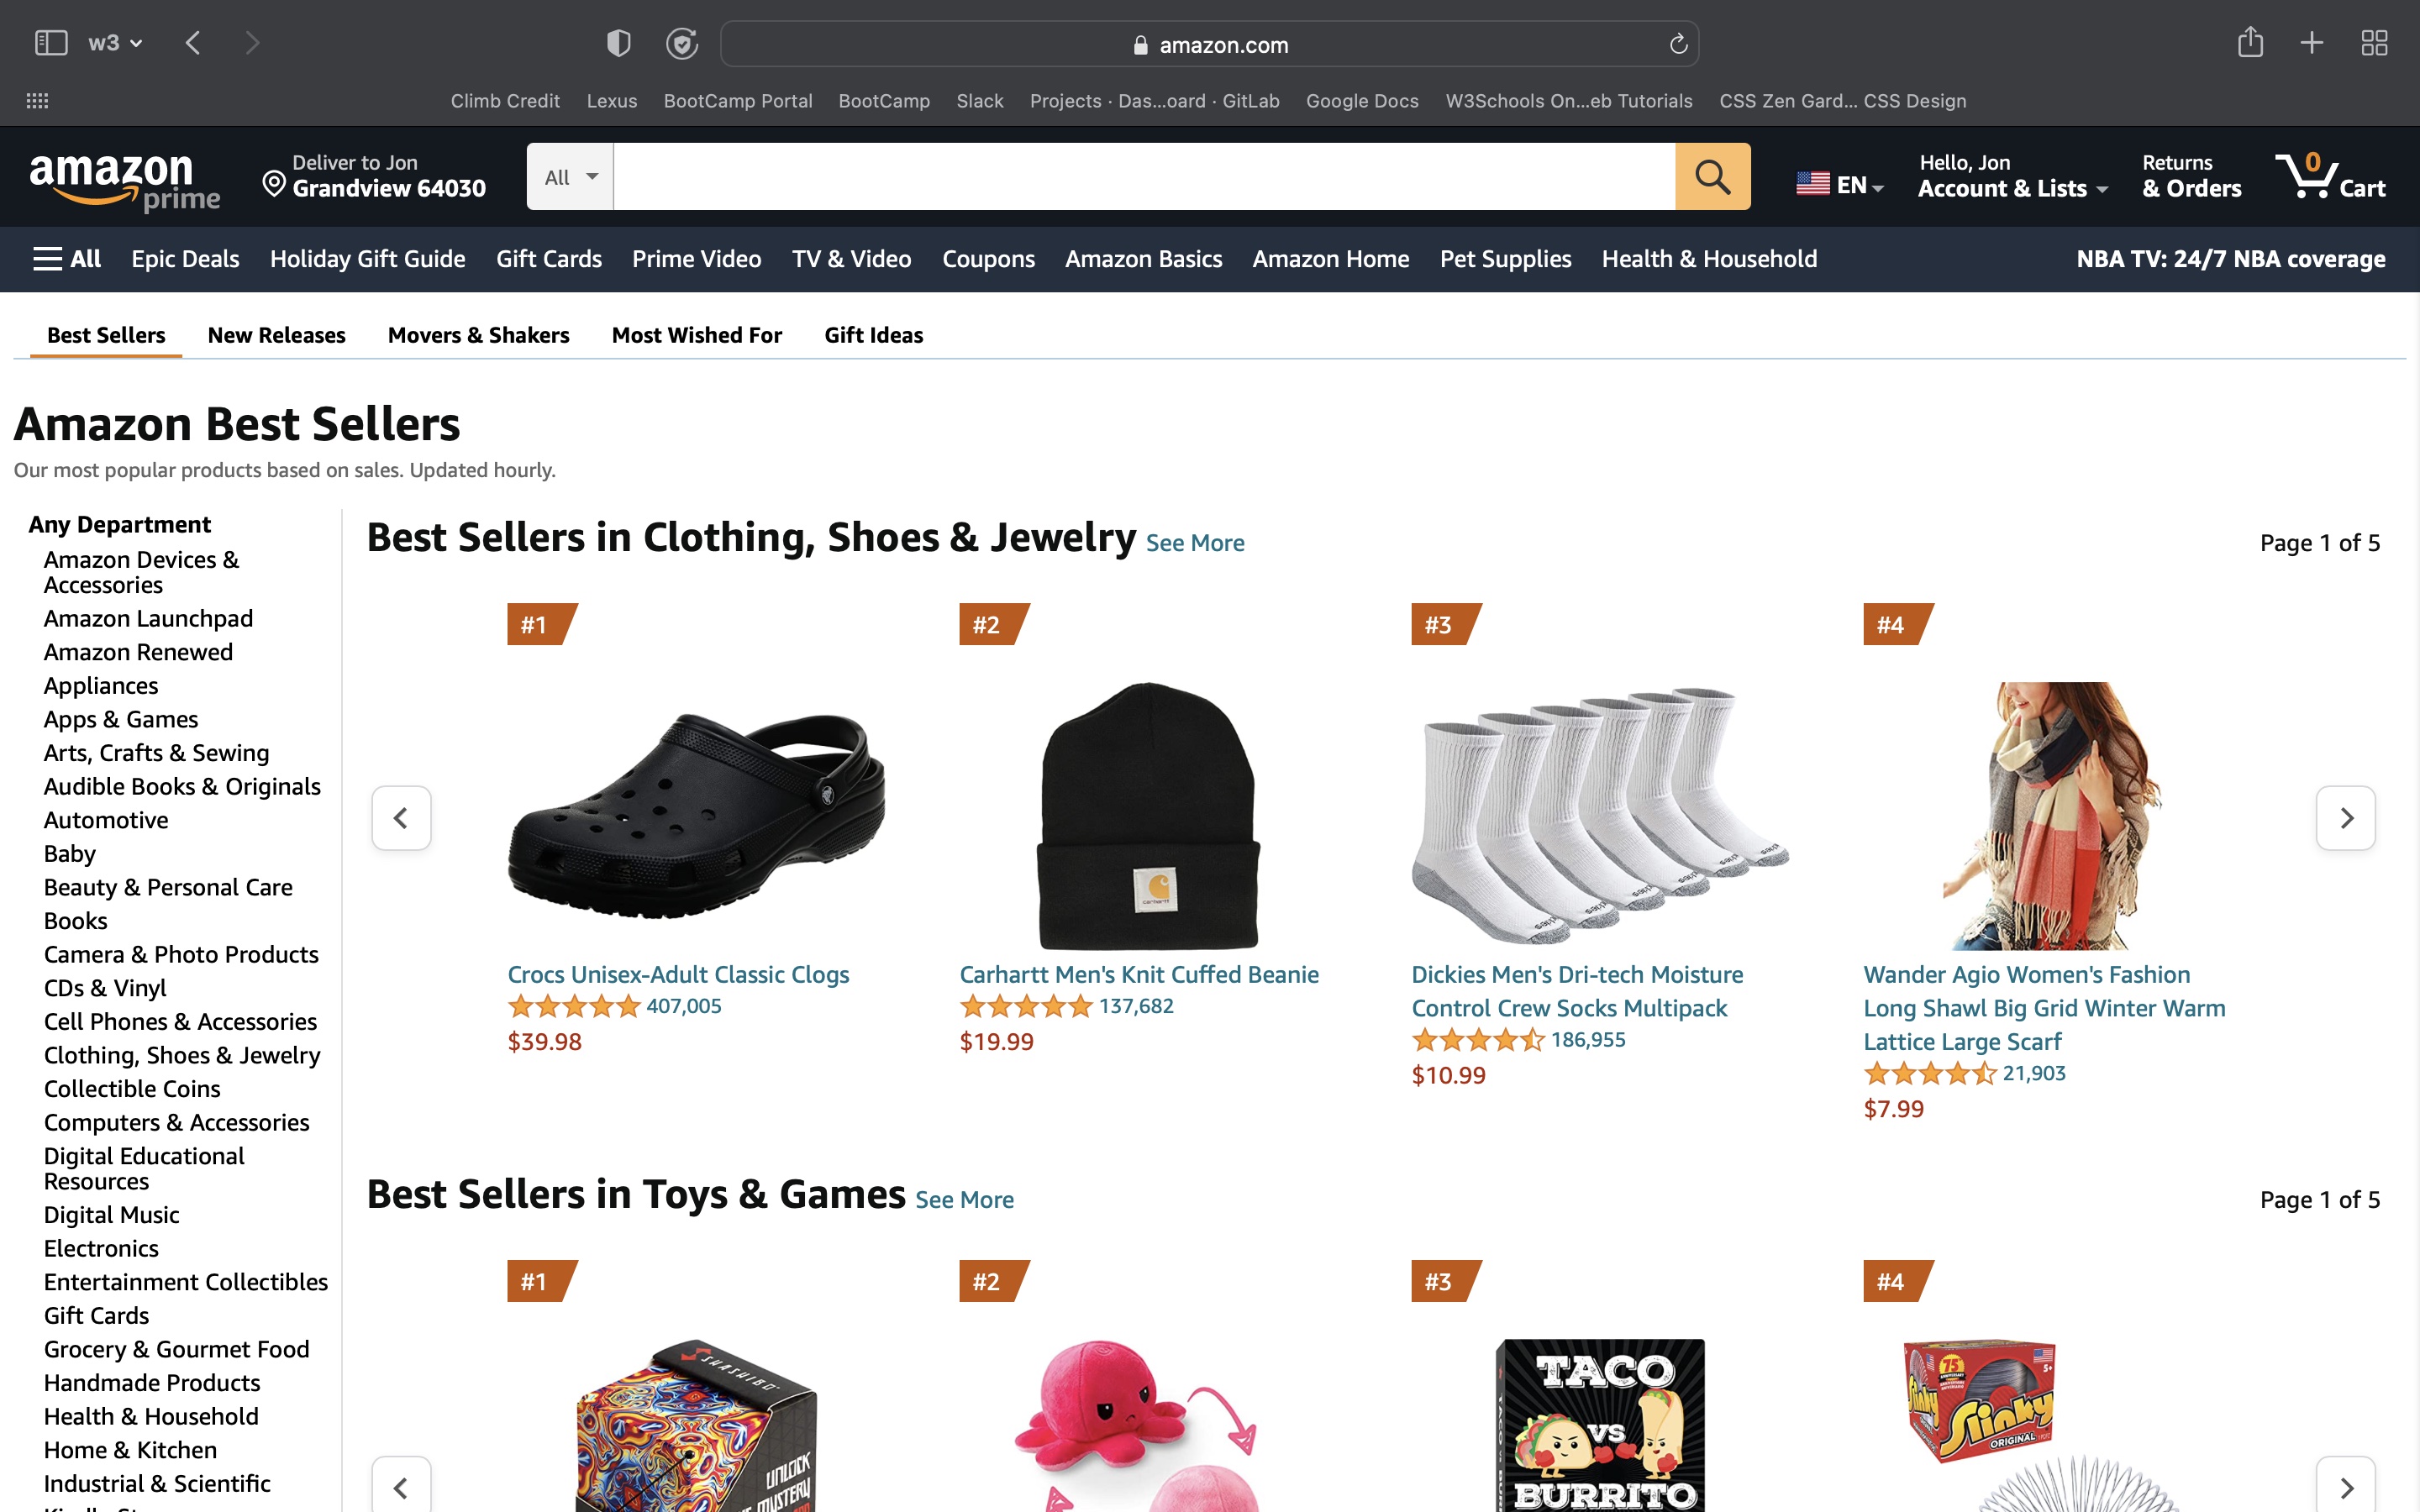 w3
amazon.com
Climb Credit Lexus BootCamp Portal BootCamp Slack Projects · Das...oard · GitLab Google Docs W3Schools On...eb Tutorials CSS Zen Gard... CSS Design
amazon prime
Deliver to Jon
Grandview 64030
All
EN
Hello, Jon
Account & Lists
Returns
& Orders
0
Cart
All Epic Deals Holiday Gift Guide Gift Cards Prime Video TV & Video Coupons Amazon Basics Amazon Home Pet Supplies Health & Household NBA TV: 24/7 NBA coverage
Best Sellers New Releases Movers & Shakers Most Wished For Gift Ideas
Amazon Best Sellers
Our most popular products based on sales. Updated hourly.
Any Department
Amazon Devices &
Accessories
Amazon Launchpad
Amazon Renewed
Appliances
Apps & Games
Arts, Crafts & Sewing
Audible Books & Originals
Automotive
Baby
Beauty & Personal Care
Books
Camera & Photo Products
CDs & Vinyl
Cell Phones & Accessories
Clothing, Shoes & Jewelry
Collectible Coins
Computers & Accessories
Digital Educational
Resources
Digital Music
Electronics
Entertainment Collectibles
Gift Cards
Grocery & Gourmet Food
Handmade Products
Health & Household
Home & Kitchen
Industrial & Scientific
Best Sellers in Clothing, Shoes & Jewelry See More
Page 1 of 5
#1
Crocs Unisex-Adult Classic Clogs
407,005
$39.98
#2
carhartt
Carhartt Men's Knit Cuffed Beanie
137,682
$19.99
#3
Dickies Men's Dri-tech Moisture
Control Crew Socks Multipack
186,955
$10.99
#4
Wander Agio Women's Fashion
Long Shawl Big Grid Winter Warm
Lattice Large Scarf
21,903
$7.99
Best Sellers in Toys & Games See More
Page 1 of 5
#1
SHASHIBO
UNLOCK
MYSTERY
#2
#3
TACO
VS
BURRITO
#4
75
Slinky
ORIGINAL